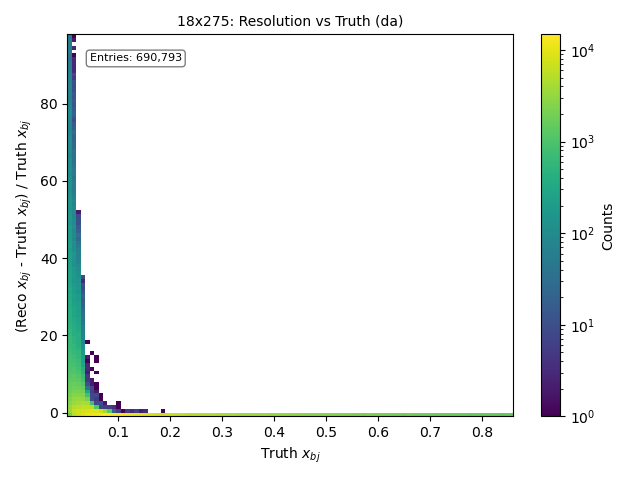 18x275: Resolution vs Truth (da)
Entries: 690,793
(Reco x_bj - Truth x_bj) / Truth x_bj
80
60
40
20
0
0.1 0.2 0.3 0.4 0.5 0.6 0.7 0.8
Truth x_bj
10^4
10^3
10^2
10^1
10^0
Counts